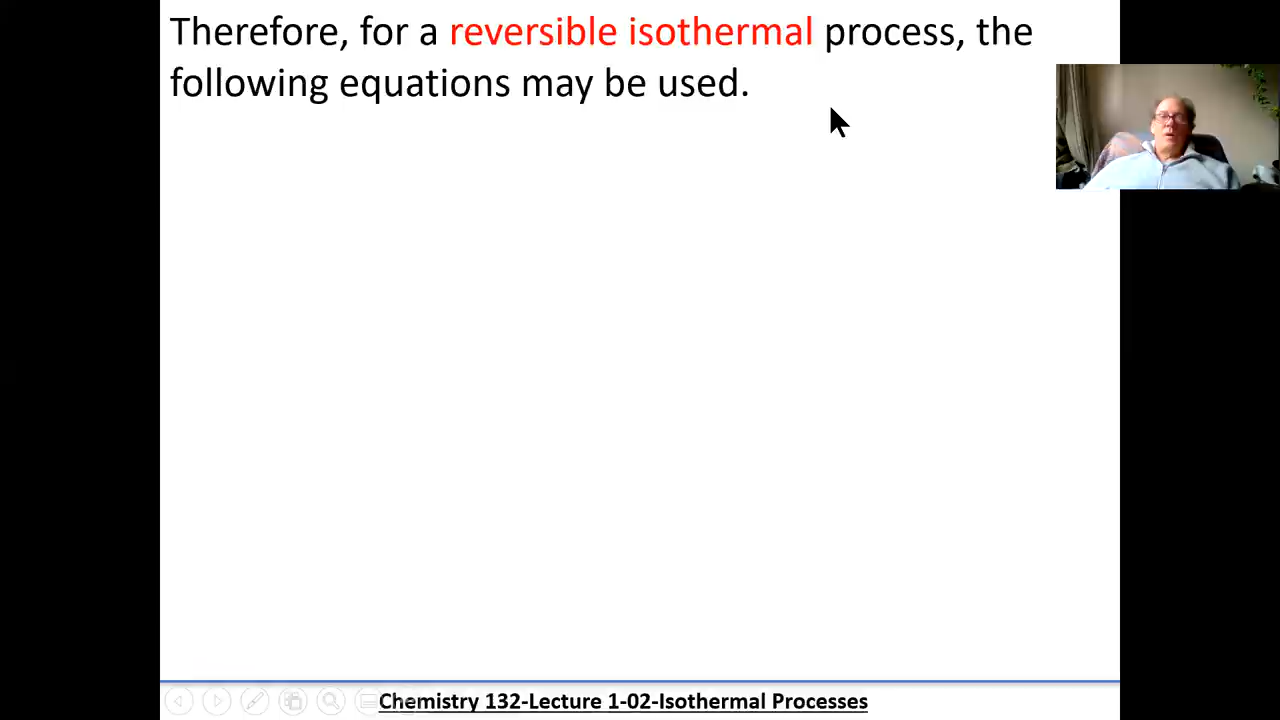 Therefore, for a reversible isothermal process, the
following equations may be used.
Chemistry 132-Lecture 1-02-Isothermal Processes